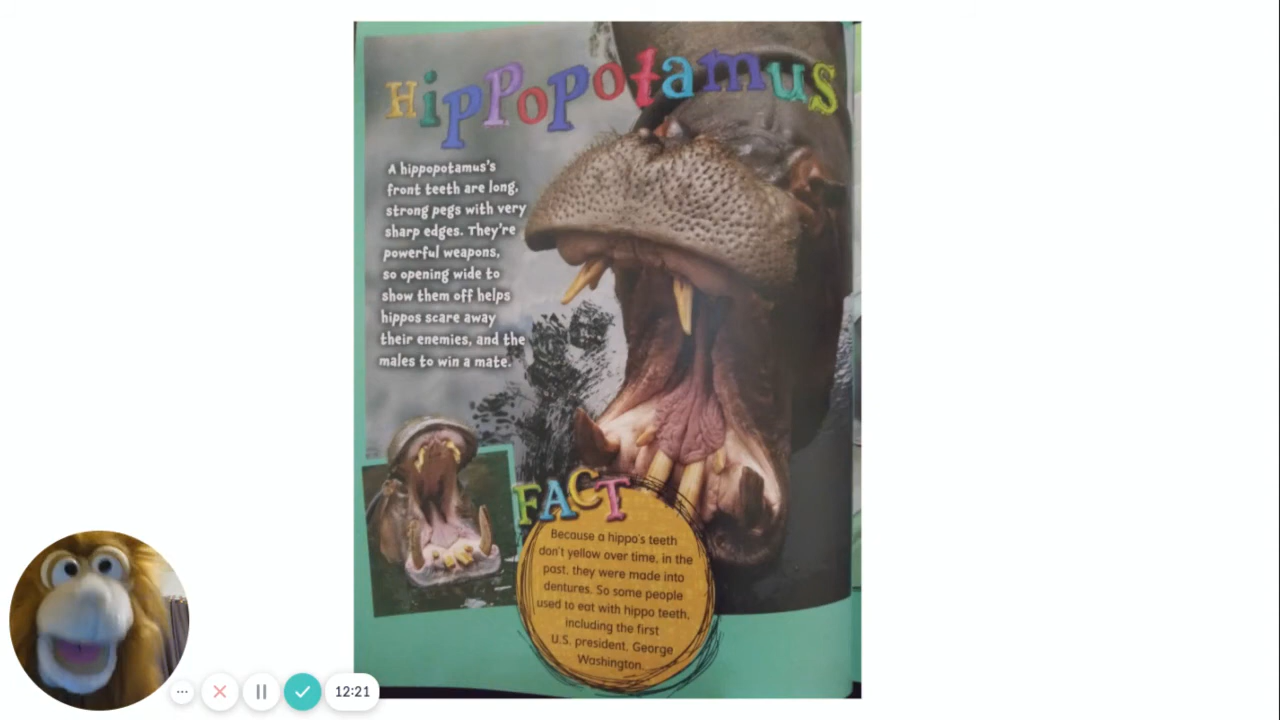 HippoPotamus
A hippopotamus's
front teeth are long,
strong pegs with very
sharp edges. They're
powerful weapons,
so opening wide to
show them off helps
hippos scare away
their enemies, and the
males to win a mate.
FACT
Because a hippo's teeth
don't yellow over time, in the
past, they were made into
dentures. So some people
used to eat with hippo teeth,
including the first
U.S. president, George
Washington.
12:21